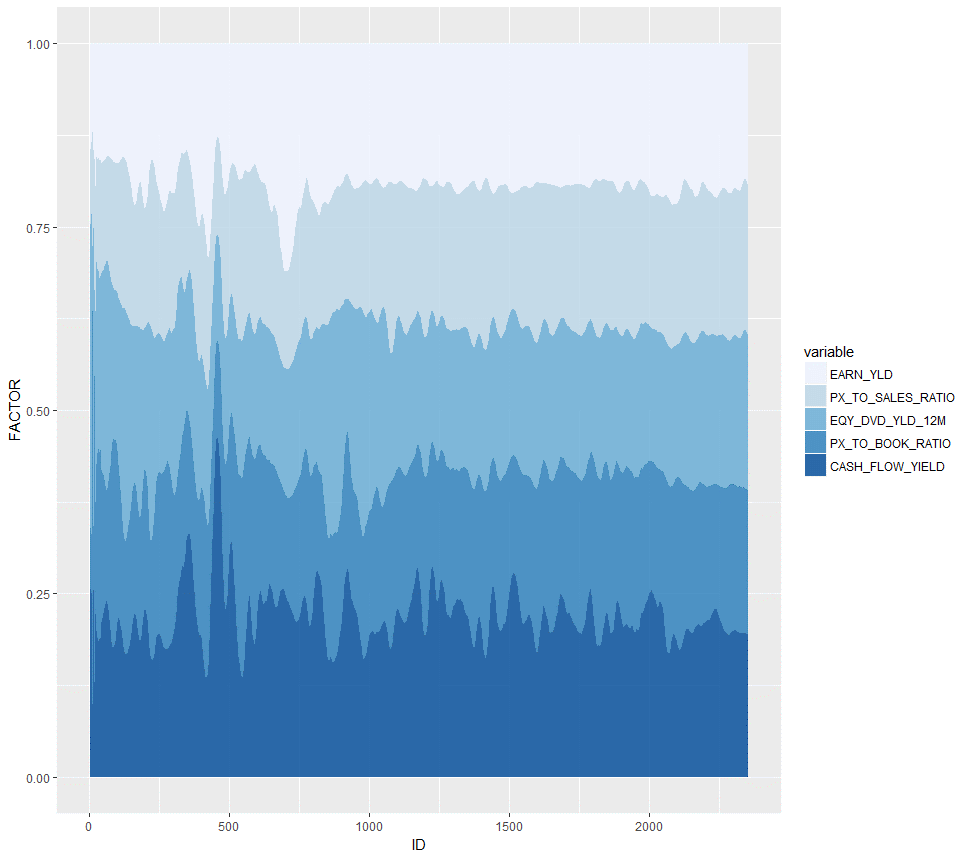 1.00
0.75
0.50
0.25
0.00
FACTOR
0
500
1000
1500
2000
ID
variable
EARN_YLD
PX_TO_SALES_RATIO
EQY_DVD_YLD_12M
PX_TO_BOOK_RATIO
CASH_FLOW_YIELD